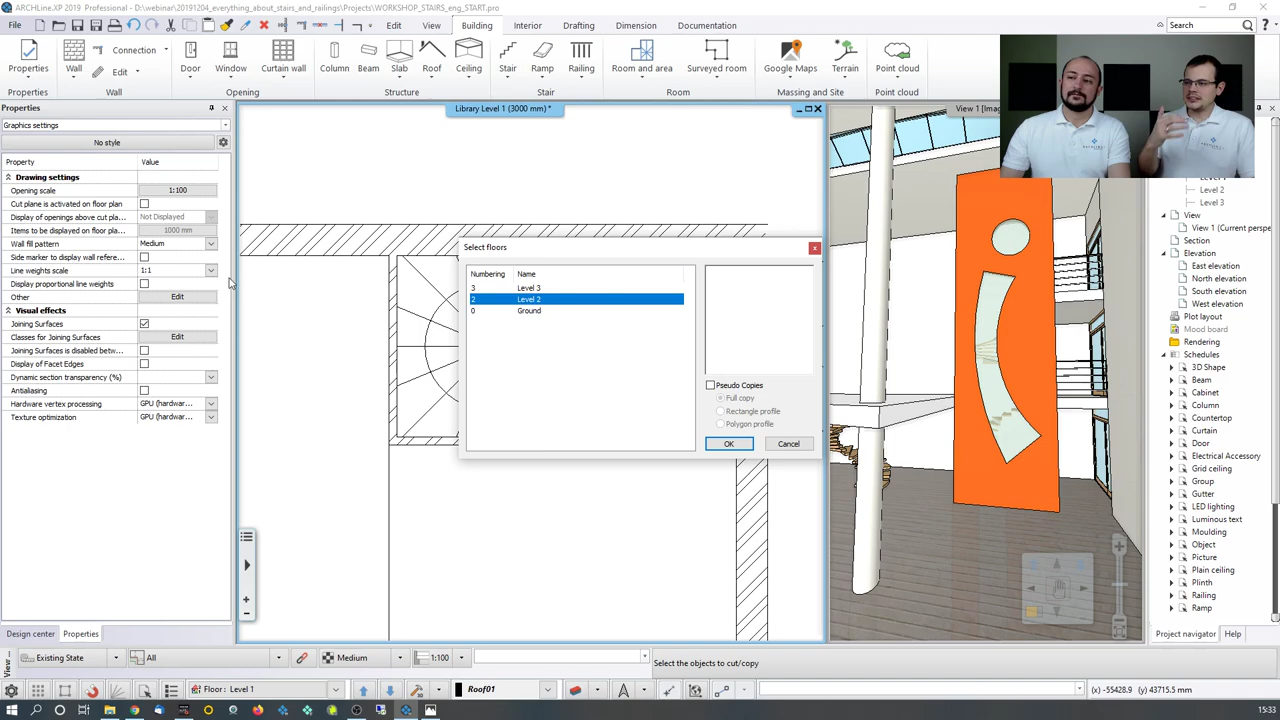 ARCHLine.XP 2019 Professional - D:\webinar\20191204_everything_about_stairs_and_railings\Projects\WORKSHOP_STAIRS_eng_START.pro
File
Edit
View
Building
Interior
Drafting
Dimension
Documentation
Search
Properties
Wall
Connection
Edit
Door
Window
Curtain wall
Column
Beam
Slab
Roof
Ceiling
Stair
Ramp
Railing
Room and area
Surveyed room
Google Maps
Terrain
Point cloud
Properties
Wall
Opening
Structure
Stair
Room
Massing and Site
Point cloud
Properties
Graphics settings
No style
Property Value
Drawing settings
Opening scale 1:100
Cut plane is activated on floor plan
Display of openings above cut pla... Not Displayed
Items to be displayed on floor pla... 1000 mm
Wall fill pattern Medium
Side marker to display wall refere...
Line weights scale 1:1
Display proportional line weights
Other Edit
Visual effects
Joining Surfaces
Classes for Joining Surfaces Edit
Joining Surfaces is disabled betw...
Display of Facet Edges
Dynamic section transparency (%)
Antialiasing
Hardware vertex processing GPU (hardwar...
Texture optimization GPU (hardwar...
Design center
Properties
Library Level 1 (3000 mm) *
View 1 [Imag
Select floors
Numbering Name
3 Level 3
2 Level 2
0 Ground
Pseudo Copies
Full copy
Rectangle profile
Polygon profile
OK
Cancel
Level 2
Level 3
View
View 1 (Current perspe
Section
Elevation
East elevation
North elevation
South elevation
West elevation
Plot layout
Mood board
Rendering
Schedules
3D Shape
Beam
Cabinet
Column
Countertop
Curtain
Door
Electrical Accessory
Grid ceiling
Group
Gutter
LED lighting
Luminous text
Moulding
Object
Picture
Plain ceiling
Plinth
Railing
Ramp
Project navigator
Help
View
Existing State
All
Medium
1:100
Select the objects to cut/copy
Floor : Level 1
Roof01
(x) -55428.9 (y) 43715.5 mm
15:33